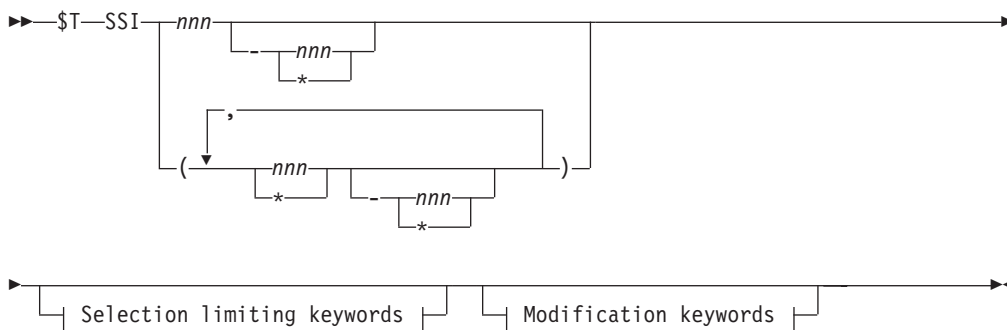 $T SSI nnn
- nnn
*
,
( nnn )
* - nnn
*
Selection limiting keywords Modification keywords